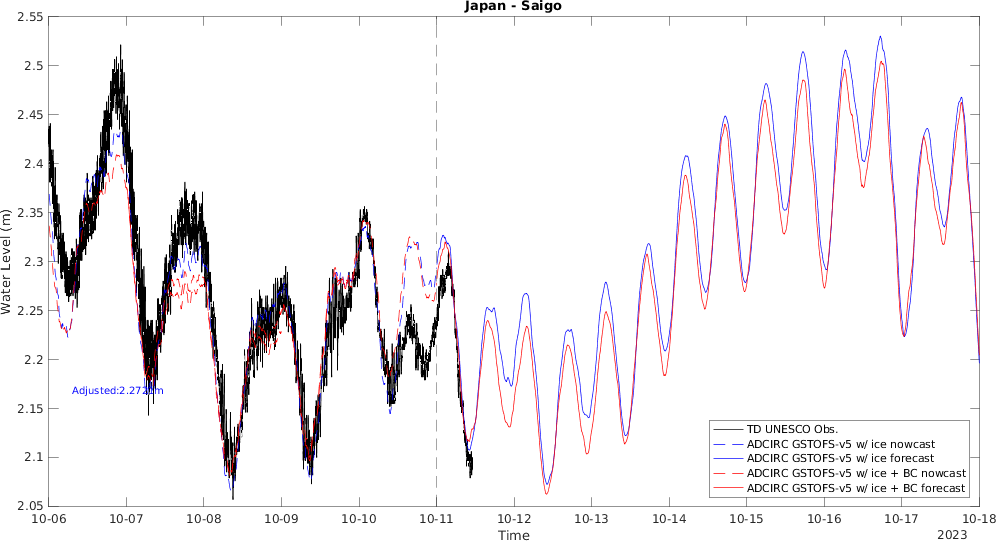 Japan - Saigo
2.55
2.5
2.45
2.4
2.35
2.3
2.25
2.2
2.15
2.1
2.05
Water Level (m)
TD UNESCO Obs.
ADCIRC GSTOFS-v5 w/ ice nowcast
ADCIRC GSTOFS-v5 w/ ice forecast
ADCIRC GSTOFS-v5 w/ ice + BC nowcast
ADCIRC GSTOFS-v5 w/ ice + BC forecast
10-06 10-07 10-08 10-09 10-10 10-11 10-12 10-13 10-14 10-15 10-16 10-17 10-18
Time
2023